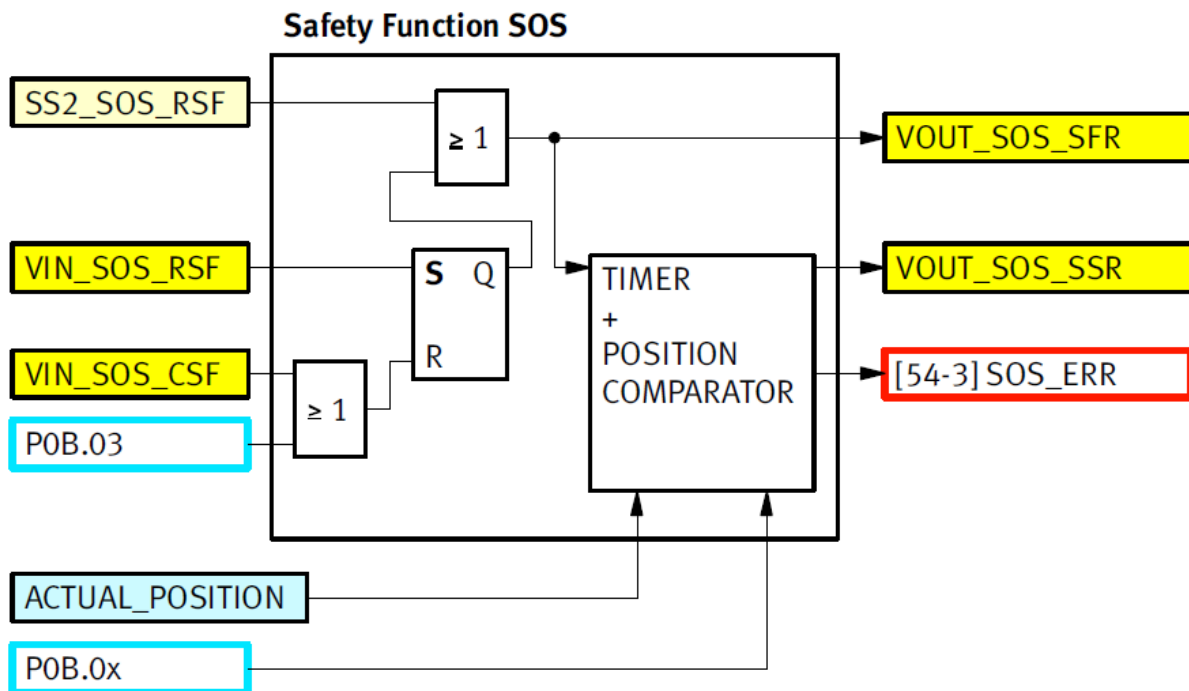 Safety Function SOS
SS2_SOS_RSF
≥ 1
VOUT_SOS_SFR
VIN_SOS_RSF
S Q
R
TIMER
+
POSITION
COMPARATOR
VOUT_SOS_SSR
VIN_SOS_CSF
≥ 1
[54-3] SOS_ERR
P0B.03
ACTUAL_POSITION
P0B.0x